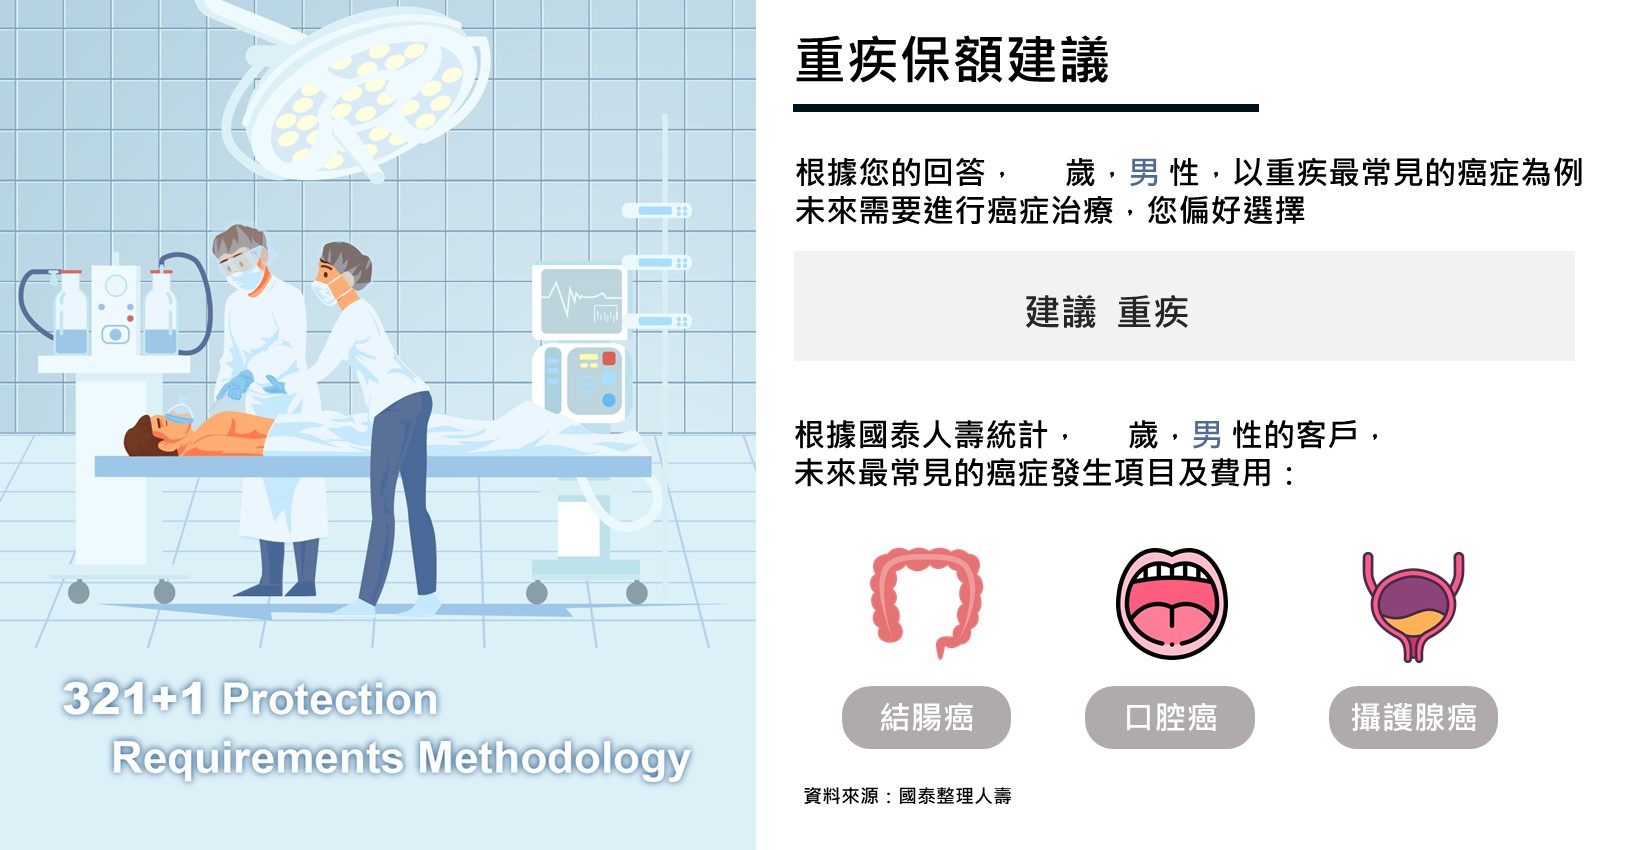 321+1 Protection
Requirements Methodology
重疾保額建議
根據您的回答，　歲，男 性，以重疾最常見的癌症為例
未來需要進行癌症治療，您偏好選擇
建議 重疾
根據國泰人壽統計，　歲，男 性的客戶，
未來最常見的癌症發生項目及費用：
結腸癌
口腔癌
攝護腺癌
資料來源：國泰整理人壽